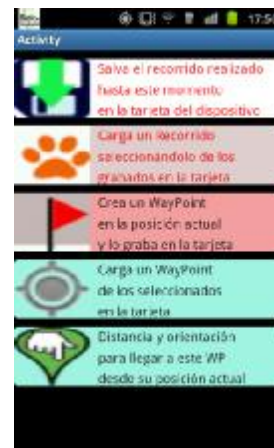 17:5
Activity
Salva el recorrido realizado
hasta este momento
en la tarjeta del dispositivo
Carga un Recorrido
seleccionándolo de los
grabados en la tarjeta
Crea un WayPoint
en la posición actual
y lo graba en la tarjeta
Carga un WayPoint
de los seleccionados
en la tarjeta
Distancia y orientación
para llegar a este WP
desde su posición actual